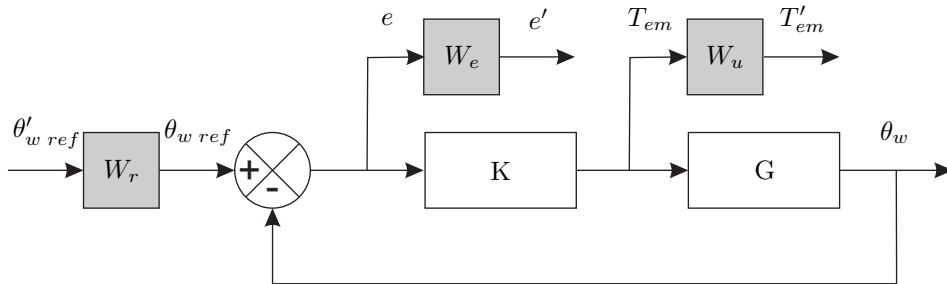 e
e′
T_em
T′_em
W_e
W_u
θ′_w ref
θ_w ref
θ_w
W_r
+
-
K
G